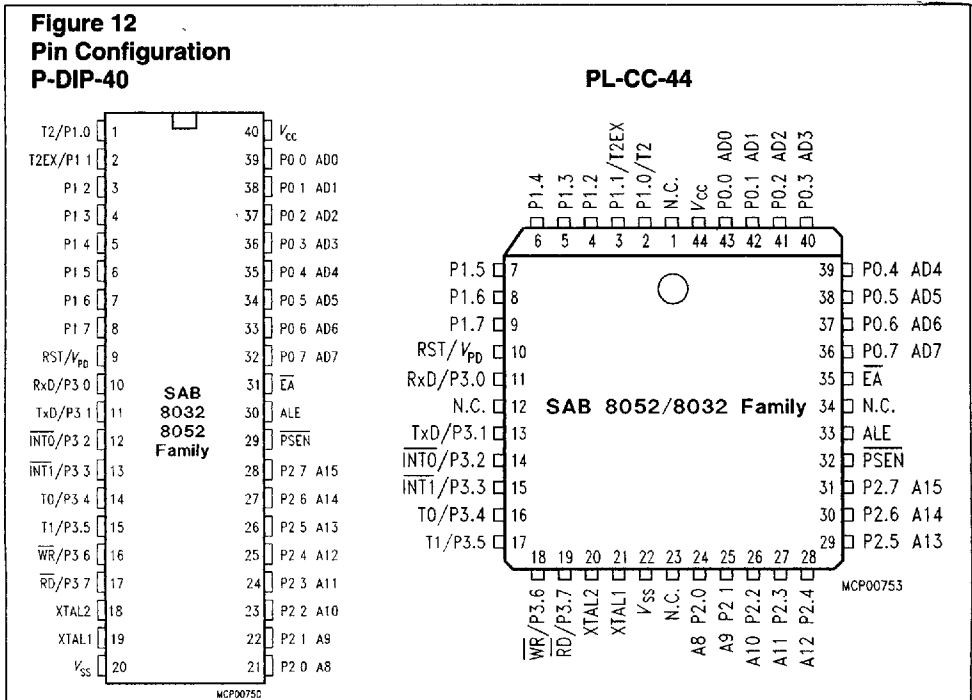 Figure 12
Pin Configuration
P-DIP-40
T2/P1.0 1
T2EX/P1 1 2
P1 2 3
P1 3 4
P1 4 5
P1 5 6
P1 6 7
P1 7 8
RST/VPD 9
RxD/P3 0 10
TxD/P3 1 11
INT0/P3 2 12
INT1/P3 3 13
T0/P3 4 14
T1/P3.5 15
WR/P3 6 16
RD/P3 7 17
XTAL2 18
XTAL1 19
VSS 20
SAB
8032
8052
Family
40 VCC
39 P0 0 AD0
38 P0 1 AD1
37 P0 2 AD2
36 P0 3 AD3
35 P0 4 AD4
34 P0 5 AD5
33 P0 6 AD6
32 P0 7 AD7
31 EA
30 ALE
29 PSEN
28 P2 7 A15
27 P2 6 A14
26 P2 5 A13
25 P2 4 A12
24 P2 3 A11
23 P2 2 A10
22 P2 1 A9
21 P2 0 A8
MCP00750
PL-CC-44
P1.4
P1.3
P1.2
P1.1/T2EX
P1.0/T2
N.C.
VCC
P0.0 AD0
P0.1 AD1
P0.2 AD2
P0.3 AD3
6 5 4 3 2 1 44 43 42 41 40
P1.5 7
P1.6 8
P1.7 9
RST/VPD 10
RxD/P3.0 11
N.C. 12
TxD/P3.1 13
INT0/P3.2 14
INT1/P3.3 15
T0/P3.4 16
T1/P3.5 17
SAB 8052/8032 Family
39 P0.4 AD4
38 P0.5 AD5
37 P0.6 AD6
36 P0.7 AD7
35 EA
34 N.C.
33 ALE
32 PSEN
31 P2.7 A15
30 P2.6 A14
29 P2.5 A13
18 19 20 21 22 23 24 25 26 27 28
WR/P3.6
RD/P3.7
XTAL2
XTAL1
VSS
N.C.
A8 P2.0
A9 P2 1
A10 P2.2
A11 P2.3
A12 P2.4
MCP00753